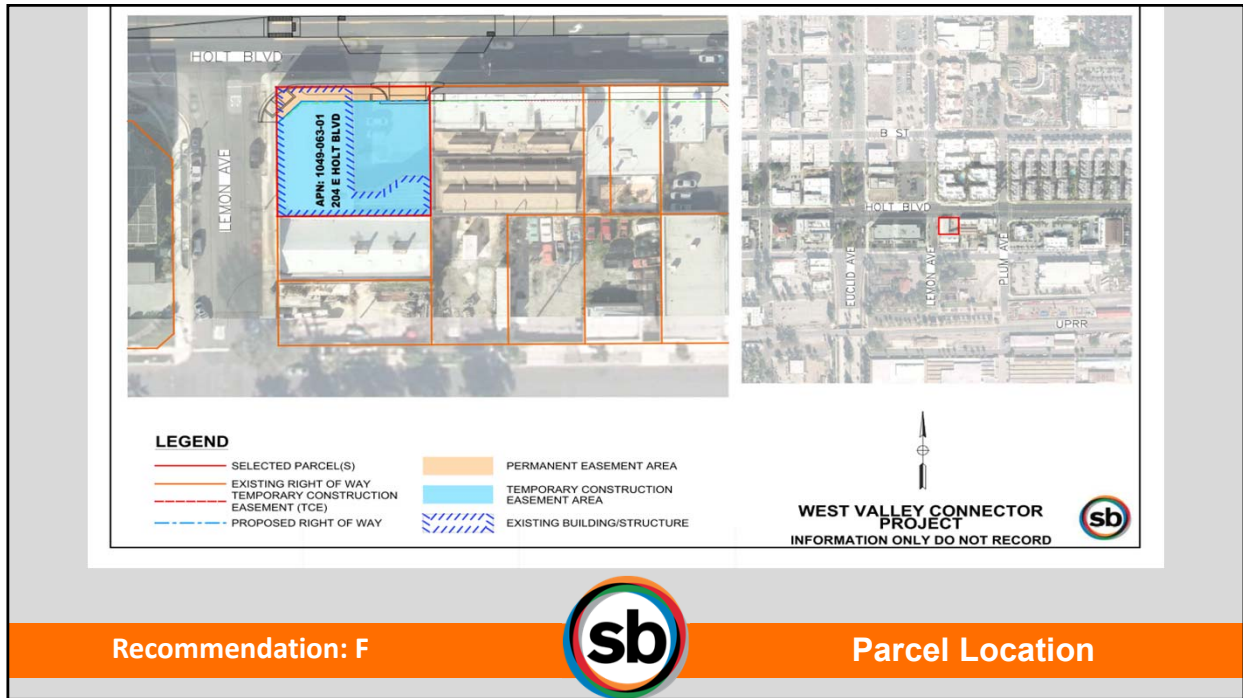 HOLT BLVD
LEMON AVE
APN: 1049-063-01
204 E HOLT BLVD
B ST
HOLT BLVD
EUCLID AVE
LEMON AVE
PLUM AVE
UPRR
LEGEND
SELECTED PARCEL(S)
EXISTING RIGHT OF WAY
TEMPORARY CONSTRUCTION
EASEMENT (TCE)
PROPOSED RIGHT OF WAY
PERMANENT EASEMENT AREA
TEMPORARY CONSTRUCTION
EASEMENT AREA
EXISTING BUILDING/STRUCTURE
WEST VALLEY CONNECTOR
PROJECT
INFORMATION ONLY DO NOT RECORD
sb
Recommendation: F
sb
Parcel Location